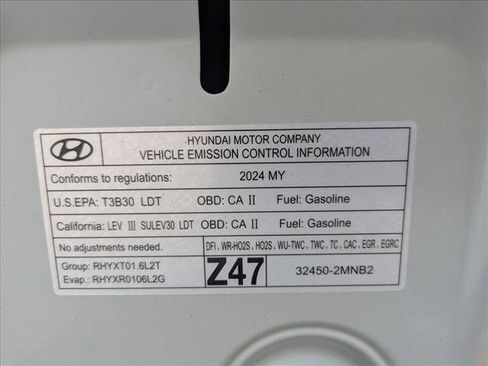 HYUNDAI MOTOR COMPANY
VEHICLE EMISSION CONTROL INFORMATION
Conforms to regulations: 2024 MY
U.S.EPA: T3B30 LDT OBD: CA II Fuel: Gasoline
California: LEV III SULEV30 LDT OBD: CA II Fuel: Gasoline
No adjustments needed. DFI, WR-HO2S, HO2S, WU-TWC, TWC, TC, CAC, EGR, EGRC
Group: RHYXT01.6L2T
Evap.: RHYXR0106L2G
Z47
32450-2MNB2